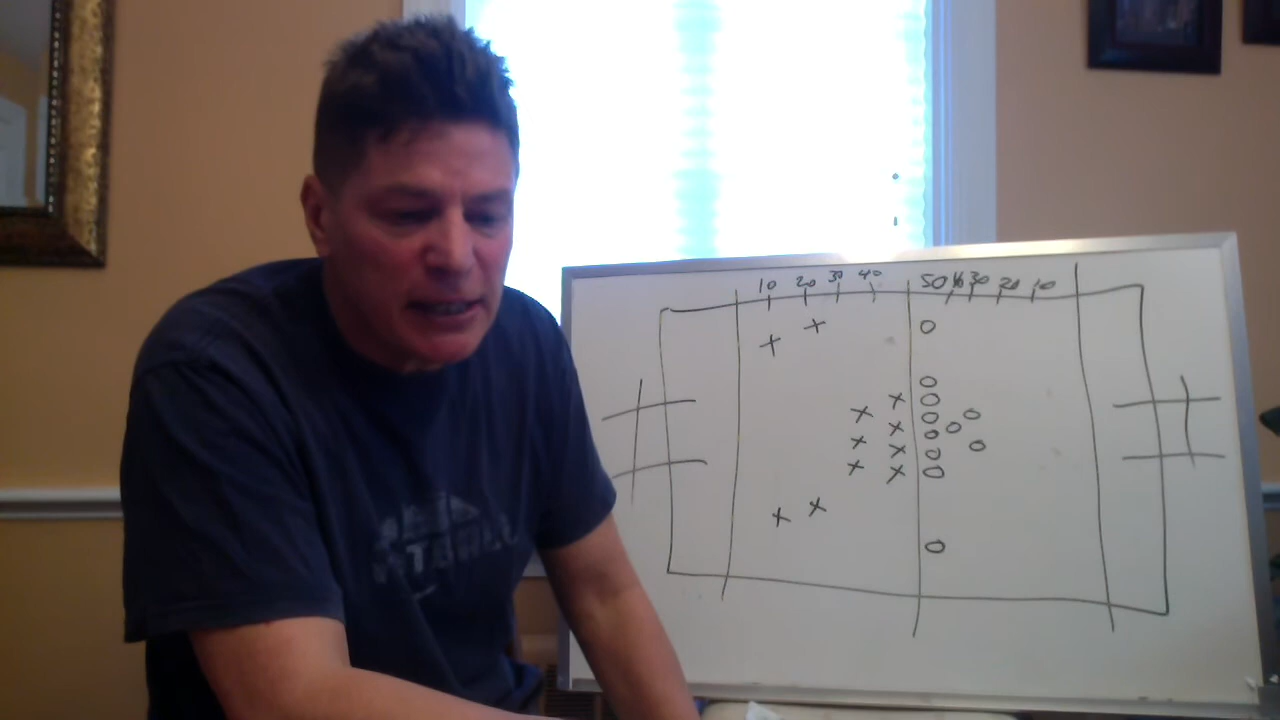 10 20 30 40 50 40 30 20 10
+ + O
O
X O
X X O O
X O O
X X O O
X X O
X X
O